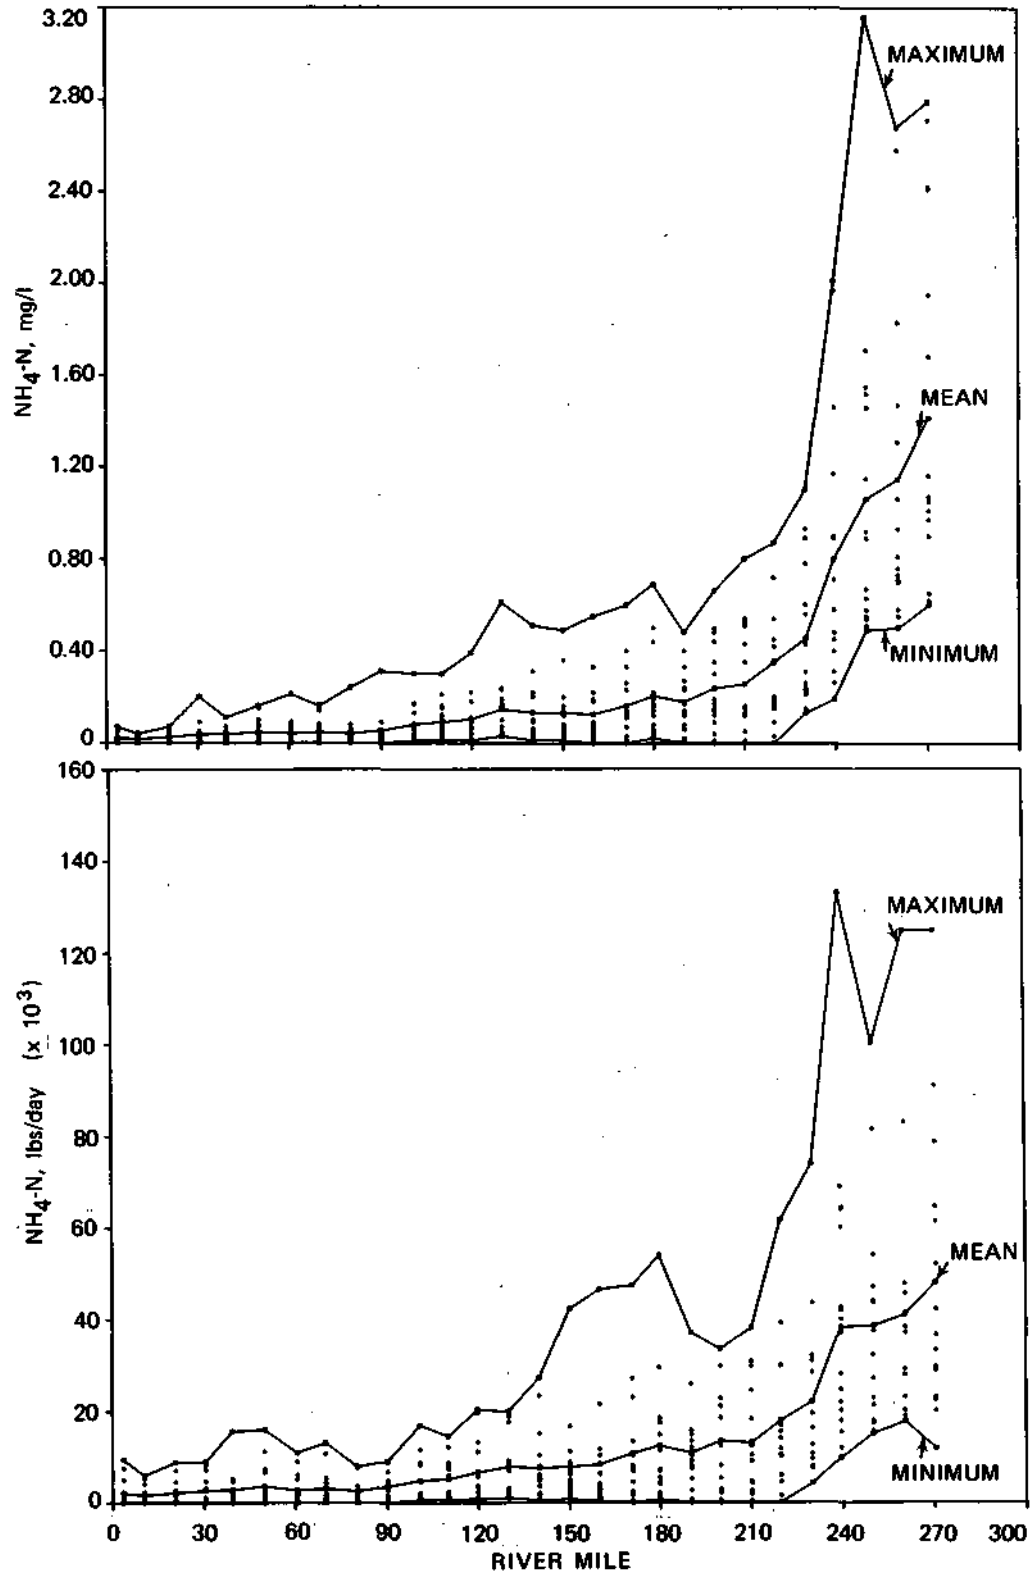 3.20
2.80
2.40
2.00
1.60
1.20
0.80
0.40
0
NH4-N, mg/l
MAXIMUM
MEAN
MINIMUM
160
140
120
100
80
60
40
20
0
NH4-N, lbs/day (x 10³)
MAXIMUM
MEAN
MINIMUM
0 30 60 90 120 150 180 210 240 270 300
RIVER MILE